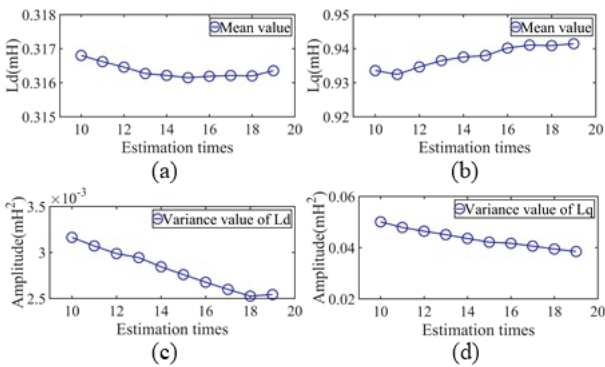 0.318
0.317
0.316
0.315
Ld(mH)
Mean value
10 12 14 16 18 20
Estimation times
(a)
0.95
0.94
0.93
0.92
Lq(mH)
Mean value
10 12 14 16 18 20
Estimation times
(b)
×10⁻³
3.5
3
2.5
Amplitude(mH²)
Variance value of Ld
10 12 14 16 18 20
Estimation times
(c)
0.06
0.04
0.02
Amplitude(mH²)
Variance value of Lq
10 12 14 16 18 20
Estimation times
(d)